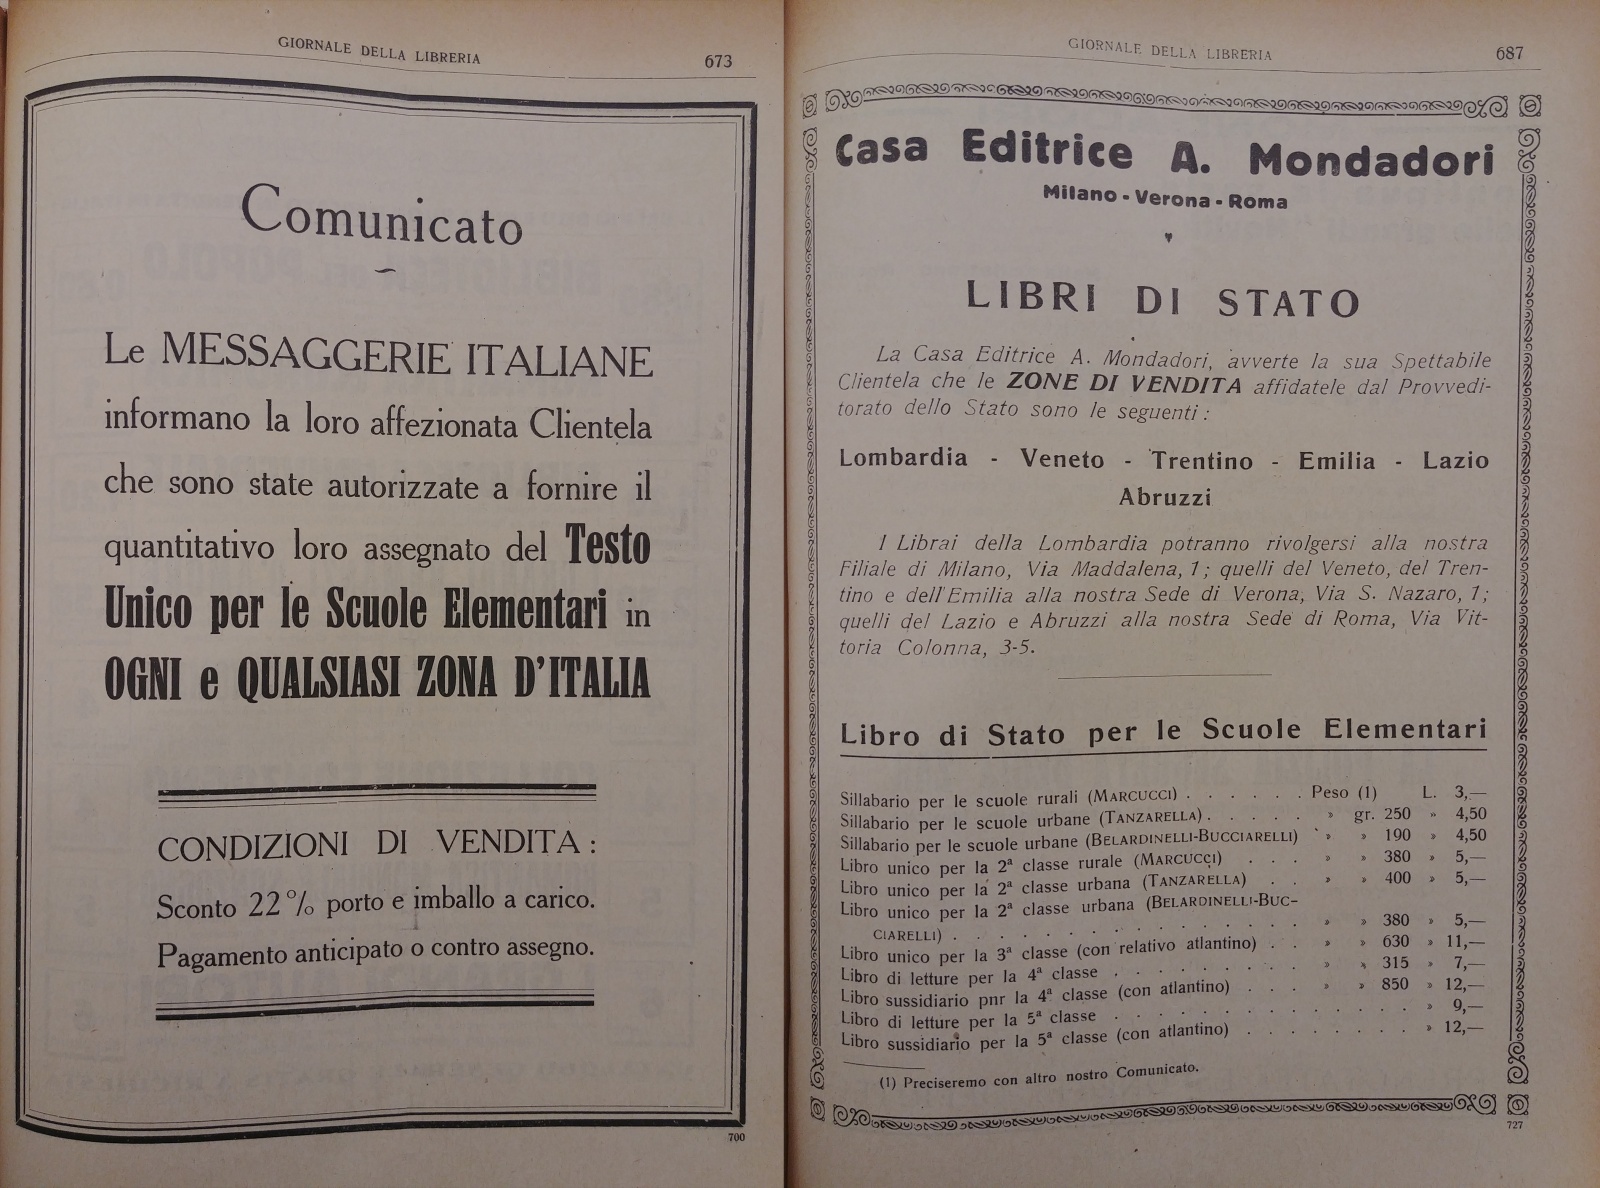 GIORNALE DELLA LIBRERIA 673
Comunicato
Le MESSAGGERIE ITALIANE
informano la loro affezionata Clientela
che sono state autorizzate a fornire il
quantitativo loro assegnato del Testo
Unico per le Scuole Elementari in
OGNI e QUALSIASI ZONA D'ITALIA
CONDIZIONI DI VENDITA:
Sconto 22 % porto e imballo a carico.
Pagamento anticipato o contro assegno.
700
GIORNALE DELLA LIBRERIA 687
Casa Editrice A. Mondadori
Milano - Verona - Roma
LIBRI DI STATO
La Casa Editrice A. Mondadori, avverte la sua Spettabile
Clientela che le ZONE DI VENDITA affidatele dal Provvedi-
torato dello Stato sono le seguenti:
Lombardia - Veneto - Trentino - Emilia - Lazio
Abruzzi
I Librai della Lombardia potranno rivolgersi alla nostra
Filiale di Milano, Via Maddalena, 1; quelli del Veneto, del Tren-
tino e dell'Emilia alla nostra Sede di Verona, Via S. Nazaro, 1;
quelli del Lazio e Abruzzi alla nostra Sede di Roma, Via Vit-
toria Colonna, 3-5.
Libro di Stato per le Scuole Elementari
Sillabario per le scuole rurali (MARCUCCI) . . . . . . Peso (1) L. 3,—
Sillabario per le scuole urbane (TANZARELLA) . . . . . » gr. 250 » 4,50
Sillabario per le scuole urbane (BELARDINELLI-BUCCIARELLI) » » 190 » 4,50
Libro unico per la 2ª classe rurale (MARCUCCI) . . . » » 380 » 5,—
Libro unico per la 2ª classe urbana (TANZARELLA) . . » » 400 » 5,—
Libro unico per la 2ª classe urbana (BELARDINELLI-BUC-
CIARELLI) . . . . . . . . . . . . . . . » » 380 » 5,—
Libro unico per la 3ª classe (con relativo atlantino) . . » » 630 » 11,—
Libro di letture per la 4ª classe . . . . . . . . » » 315 » 7,—
Libro sussidiario pnr la 4ª classe (con atlantino) . . . » » 850 » 12,—
Libro di letture per la 5ª classe . . . . . . . . . . . . . » 9,—
Libro sussidiario per la 5ª classe (con atlantino) . . . . . . . . » 12,—
(1) Preciseremo con altro nostro Comunicato.
727